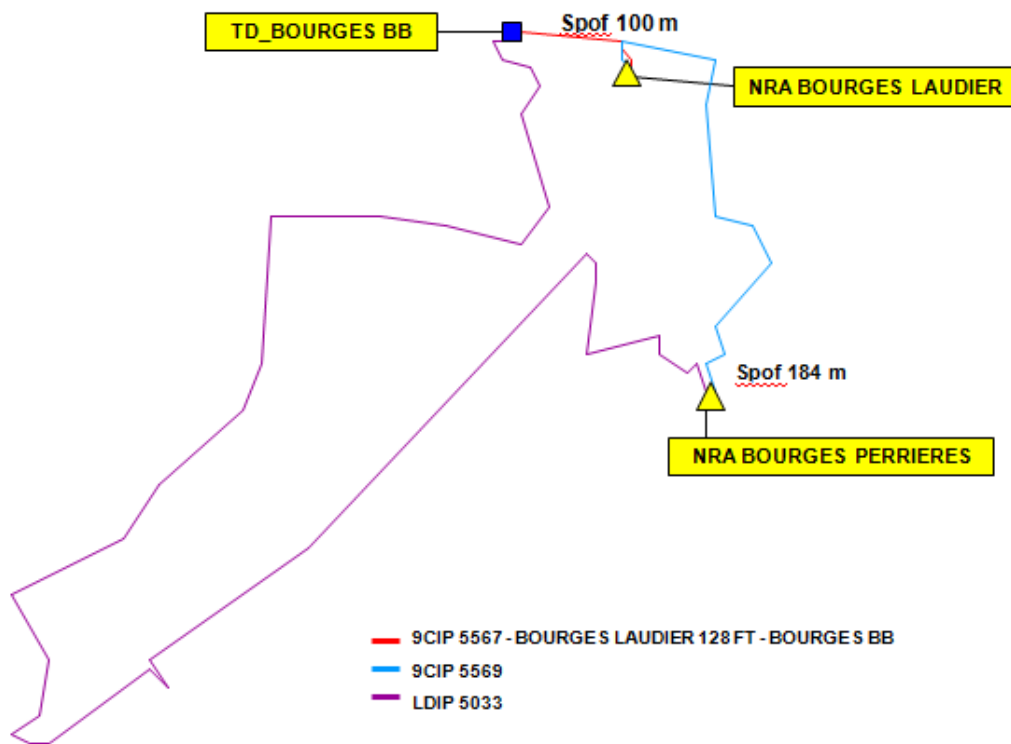 TD_BOURGES BB
Spof 100 m
NRA BOURGES LAUDIER
Spof 184 m
NRA BOURGES PERRIERES
9CIP 5567 - BOURGES LAUDIER 128 FT - BOURGES BB
9CIP 5569
LDIP 5033